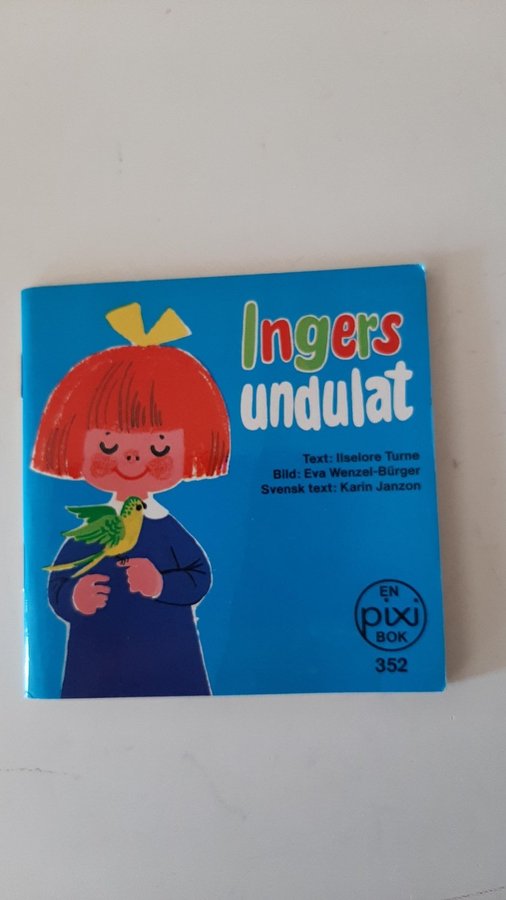 Ingers
undulat
Text: Ilselore Turne
Bild: Eva Wenzel-Bürger
Svensk text: Karin Janzon
EN
pixi
BOK
352